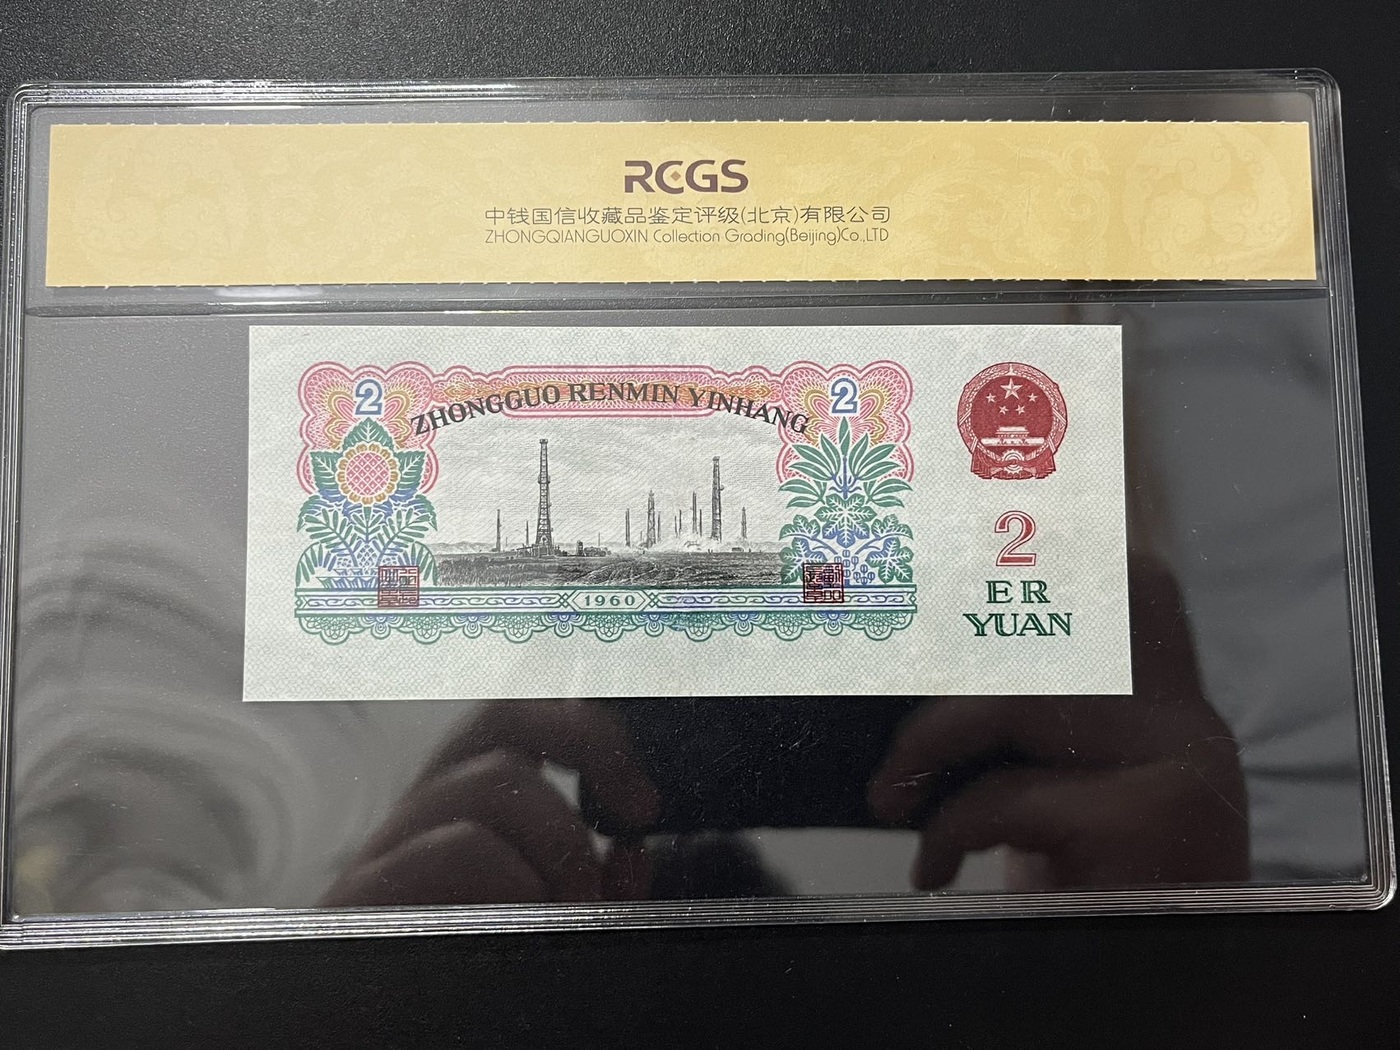 RCGS
中钱国信收藏品鉴定评级(北京)有限公司
ZHONGQIANGUOXIN Collection Grading(Beijing)Co.,LTD
2 ZHONGGUO RENMIN YINHANG 2
1960
2
ER
YUAN